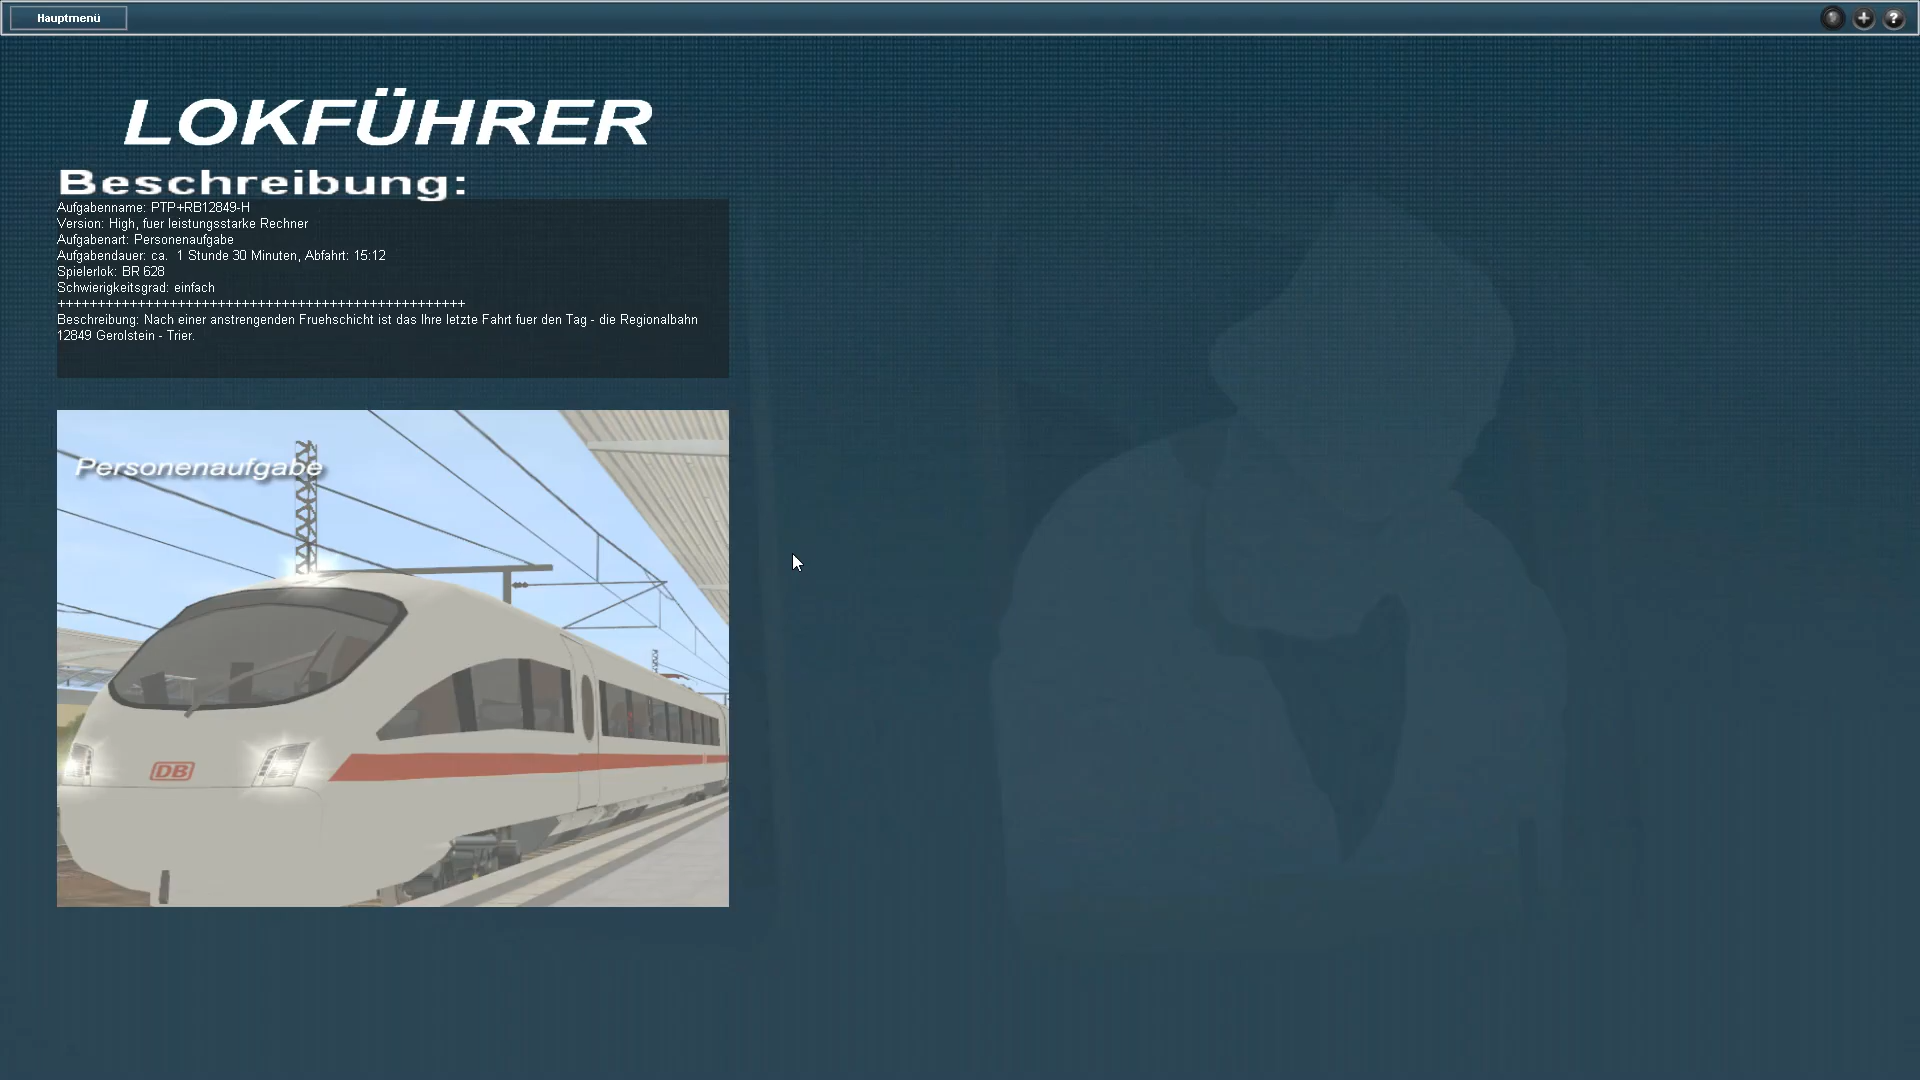 Hauptmenü
LOKFÜHRER
Beschreibung:
Aufgabenname: PTP+RB12849-H
Version: High, fuer leistungsstarke Rechner
Aufgabenart: Personenaufgabe
Aufgabendauer: ca.  1 Stunde 30 Minuten, Abfahrt: 15:12
Spielerlok: BR 628
Schwierigkeitsgrad: einfach
+++++++++++++++++++++++++++++++++++++++++++++++++++
Beschreibung: Nach einer anstrengenden Fruehschicht ist das Ihre letzte Fahrt fuer den Tag - die Regionalbahn
12849 Gerolstein - Trier.
Personenaufgabe
DB